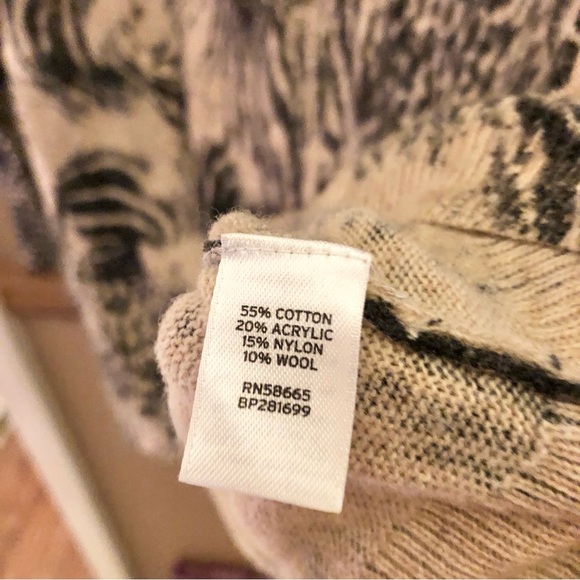 55% COTTON
20% ACRYLIC
15% NYLON
10% WOOL
RN58665
BP281699